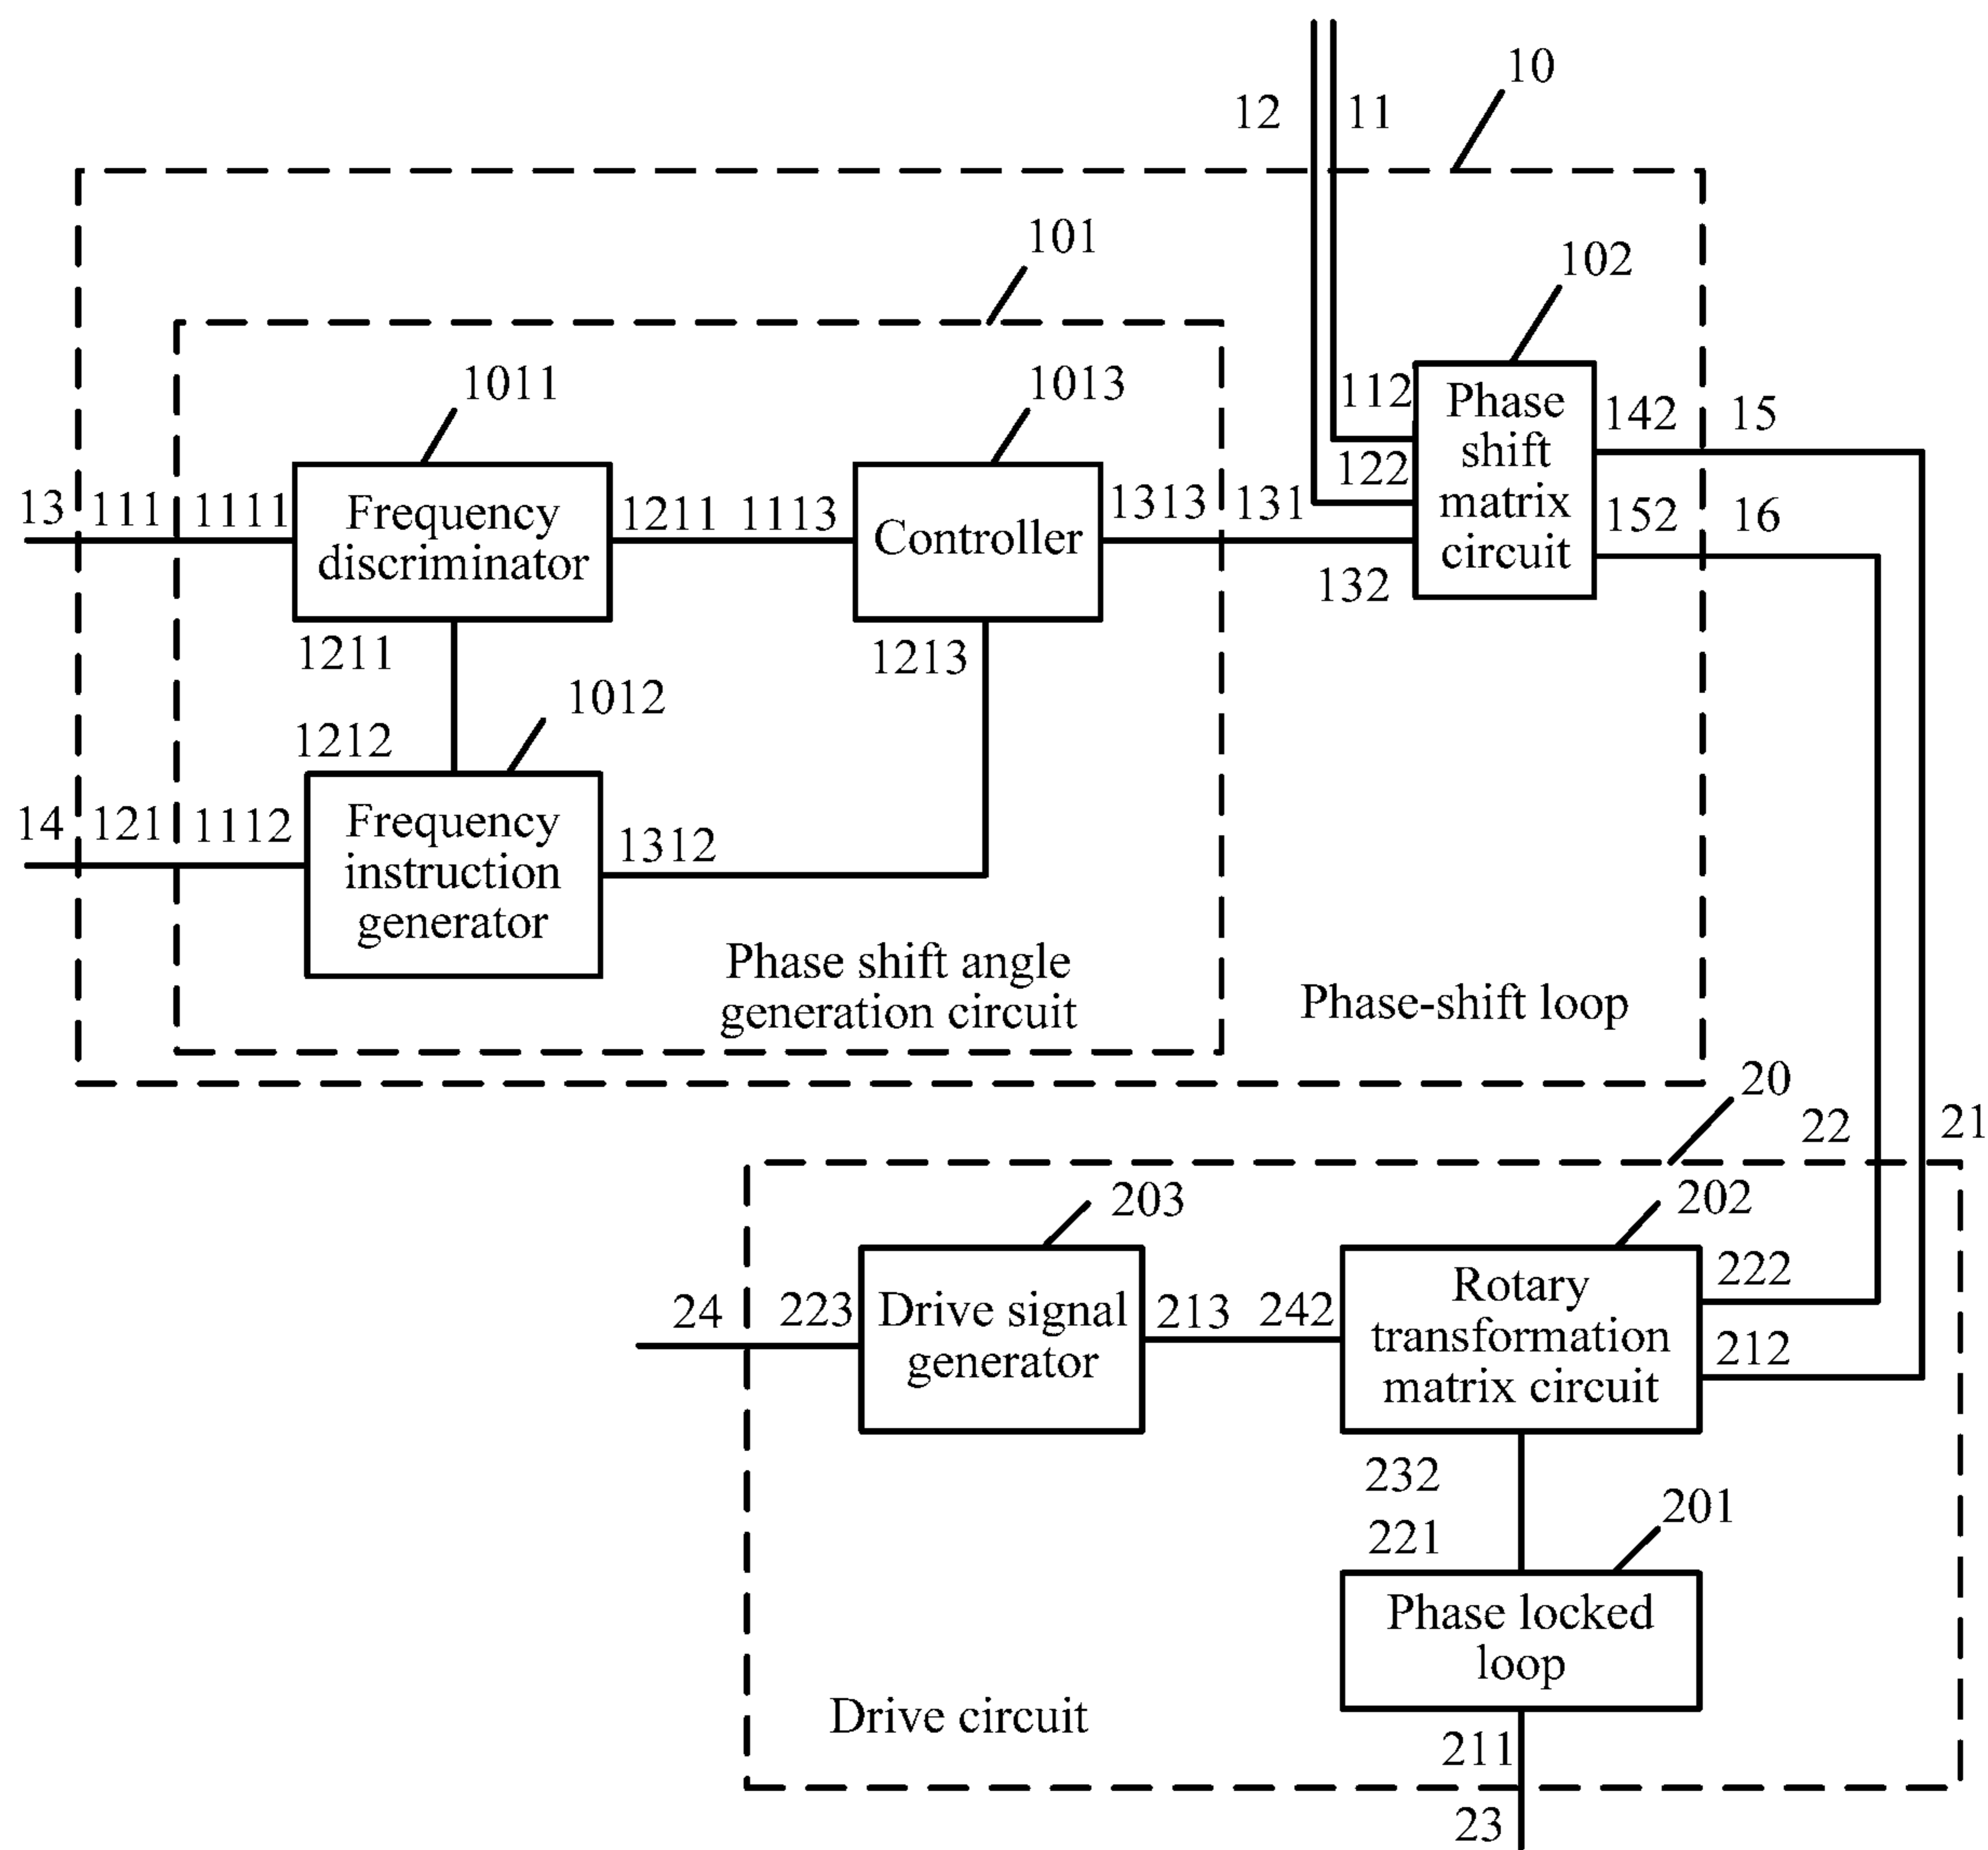 10
12
11
101
102
1011
1013
112
Phase
shift
matrix
circuit
142
15
122
13
111
1111
Frequency
discriminator
1211
1113
Controller
1313
131
152
16
132
1211
1213
1012
1212
14
121
1112
Frequency
instruction
generator
1312
Phase shift angle
generation circuit
Phase-shift loop
20
22
21
203
202
24
223
Drive signal
generator
213
242
Rotary
transformation
matrix circuit
222
212
232
201
221
Phase locked
loop
Drive circuit
211
23